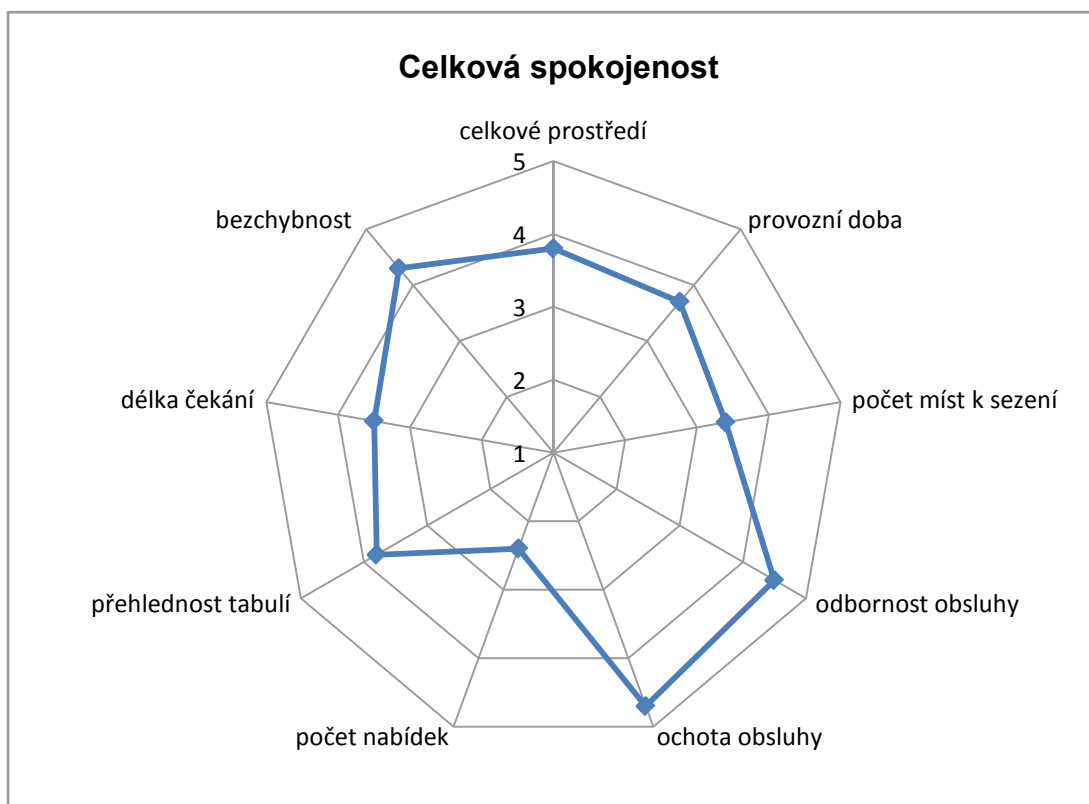 Celková spokojenost
celkové prostředí
5
bezchybnost
provozní doba
4
3
délka čekání
počet míst k sezení
2
1
přehlednost tabulí
odbornost obsluhy
počet nabídek
ochota obsluhy